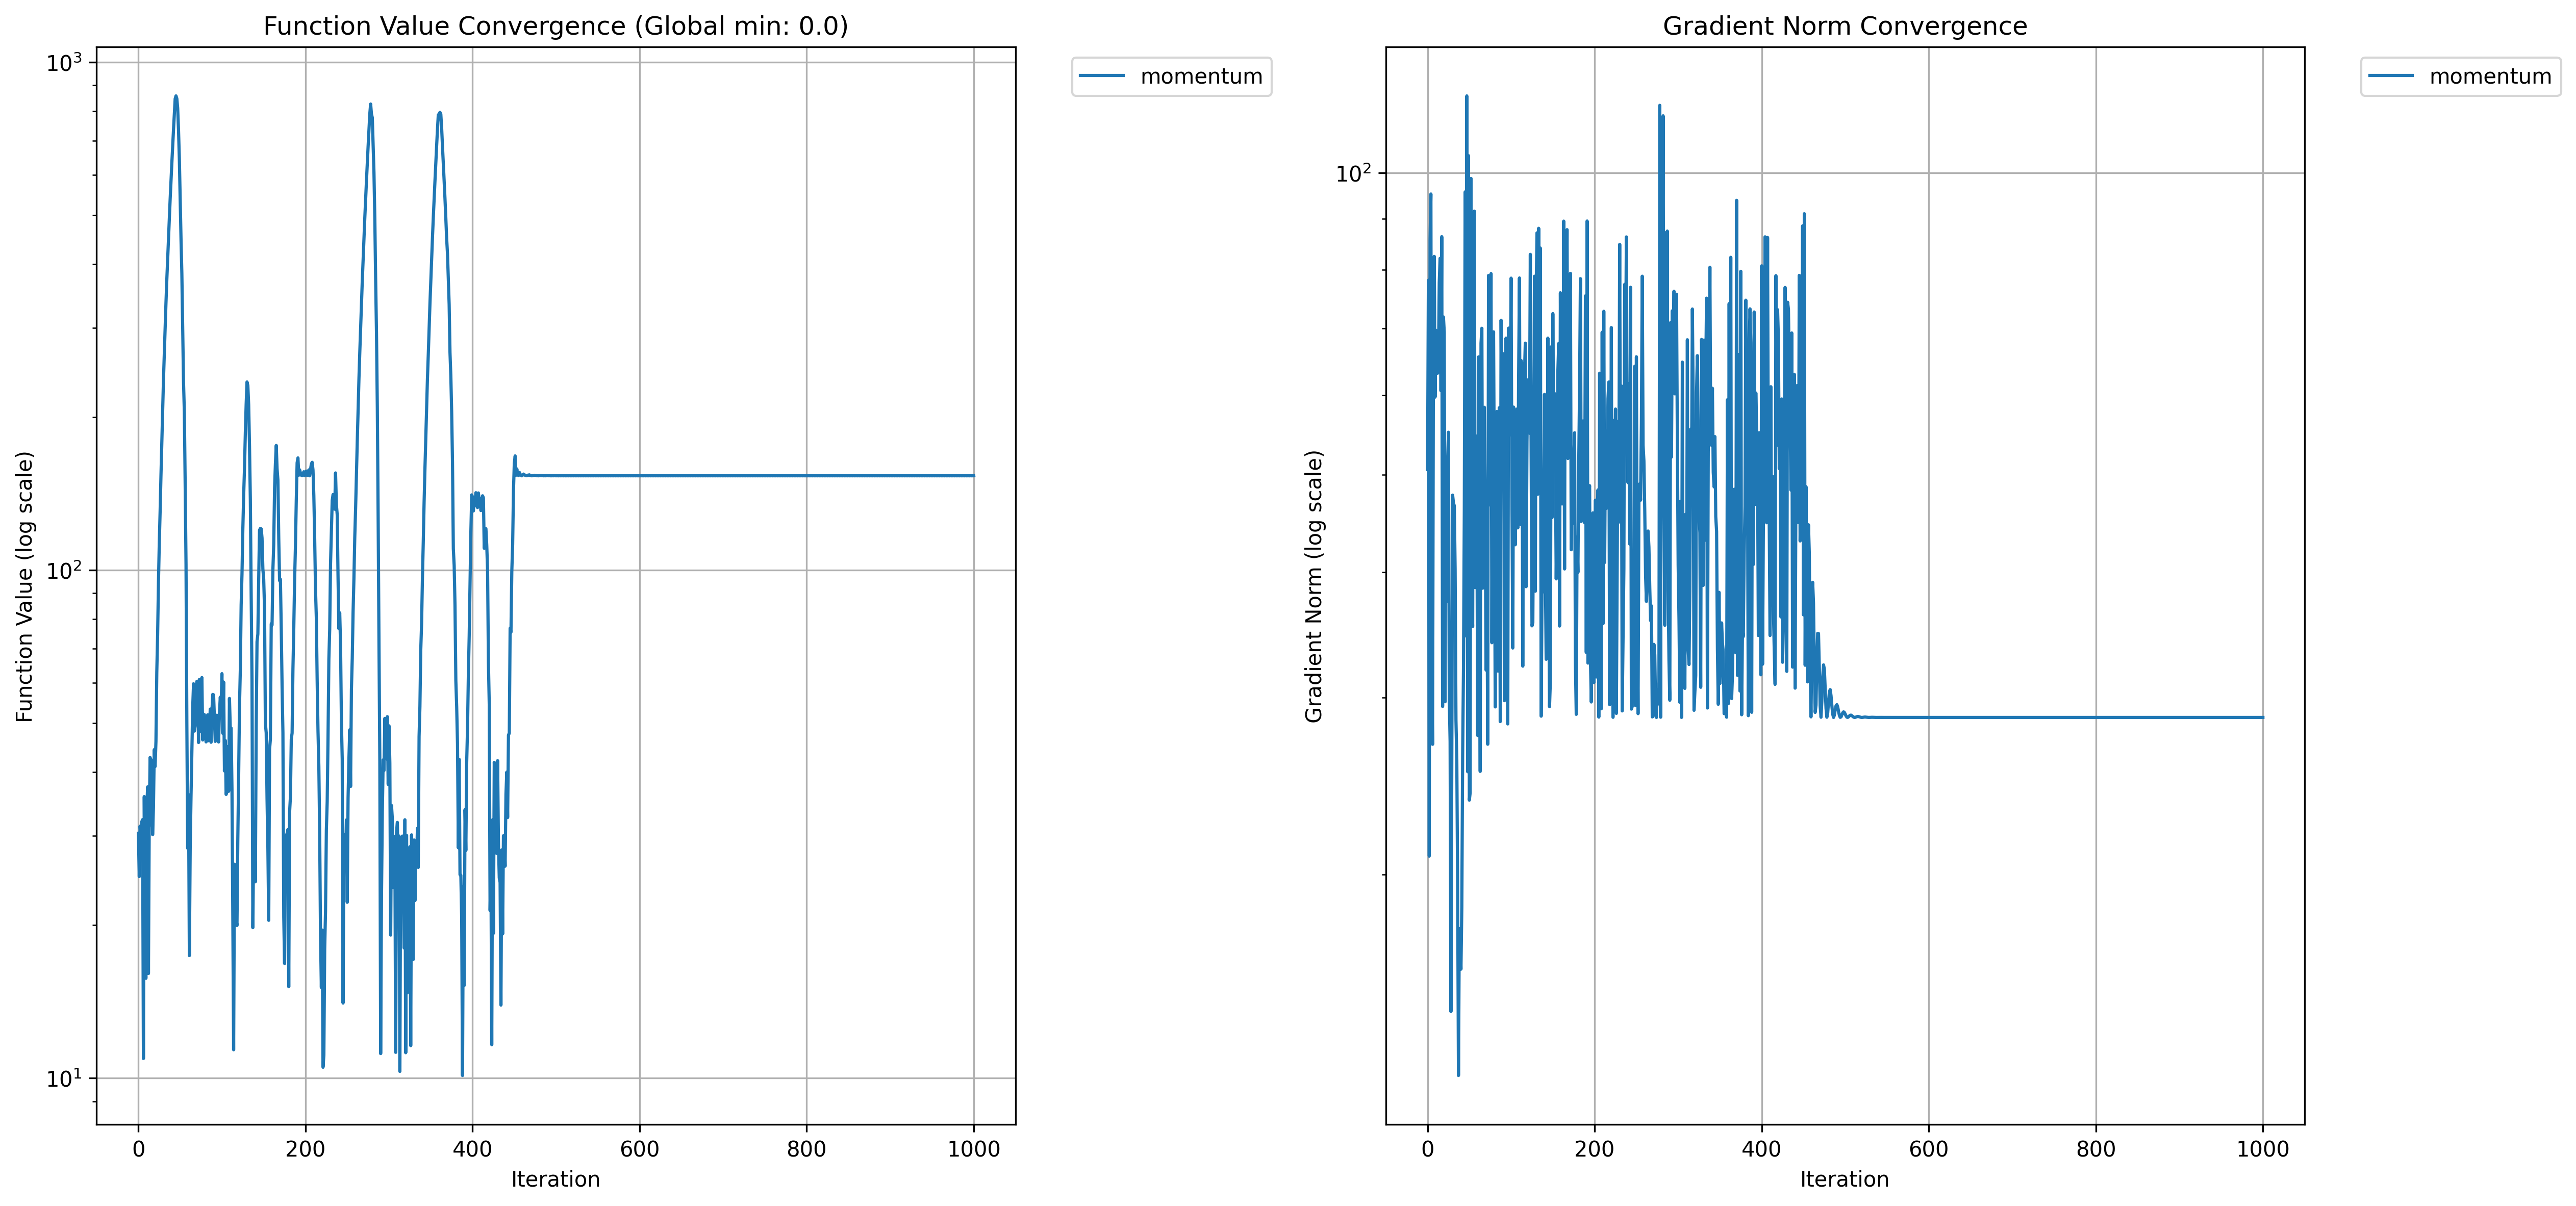 Function Value Convergence (Global min: 0.0)
Function Value (log scale)
10³
10²
10¹
0 200 400 600 800 1000
Iteration
momentum
Gradient Norm Convergence
Gradient Norm (log scale)
10²
0 200 400 600 800 1000
Iteration
momentum